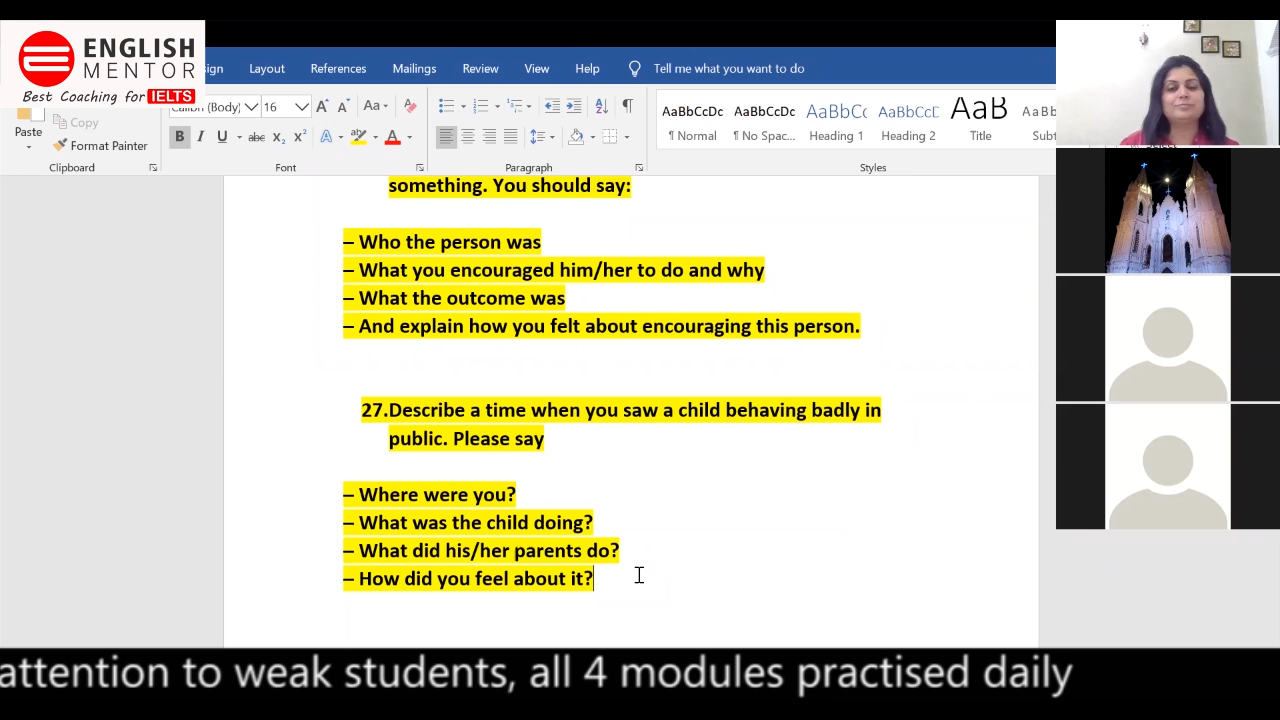 ENGLISH
MENTOR
Best Coaching for IELTS
Layout References Mailings Review View Help Tell me what you want to do
Paste
Copy
Format Painter
Calibri (Body) 16
Clipboard Font Paragraph Styles
AaBbCcDc AaBbCcDc AaBbCc AaBbCcD AaB
¶ Normal ¶ No Spac... Heading 1 Heading 2 Title
something. You should say:
– Who the person was
– What you encouraged him/her to do and why
– What the outcome was
– And explain how you felt about encouraging this person.
27.Describe a time when you saw a child behaving badly in
public. Please say
– Where were you?
– What was the child doing?
– What did his/her parents do?
– How did you feel about it?
attention to weak students, all 4 modules practised daily